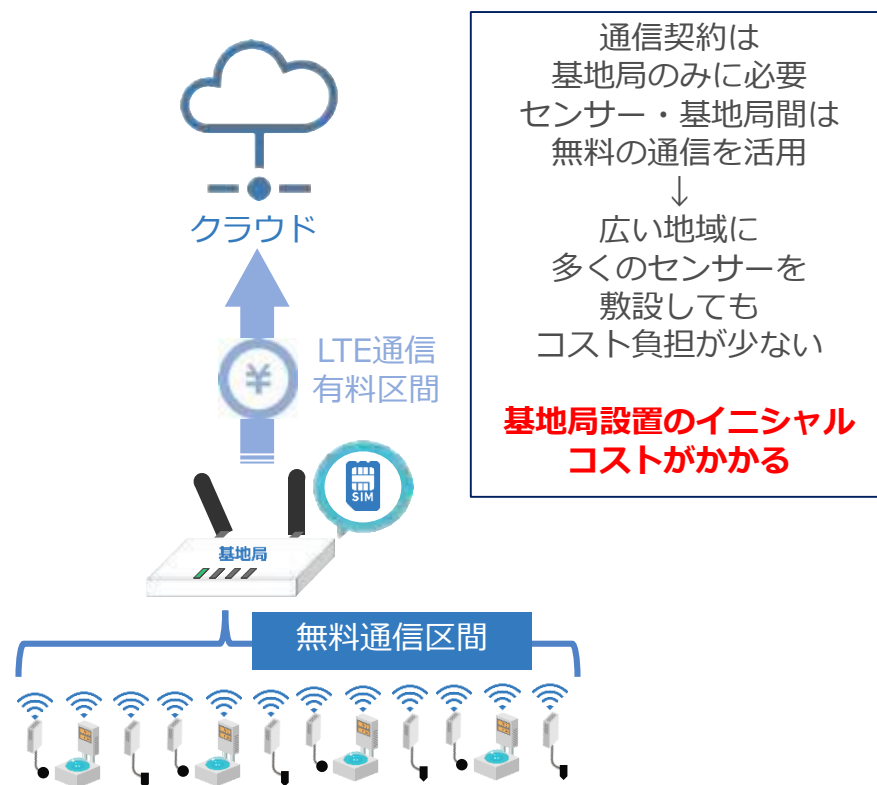 通信契約は
基地局のみに必要
センサー・基地局間は
無料の通信を活用
↓
広い地域に
多くのセンサーを
敷設しても
コスト負担が少ない
基地局設置のイニシャル
コストがかかる
クラウド
¥
LTE通信
有料区間
SIM
基地局
無料通信区間